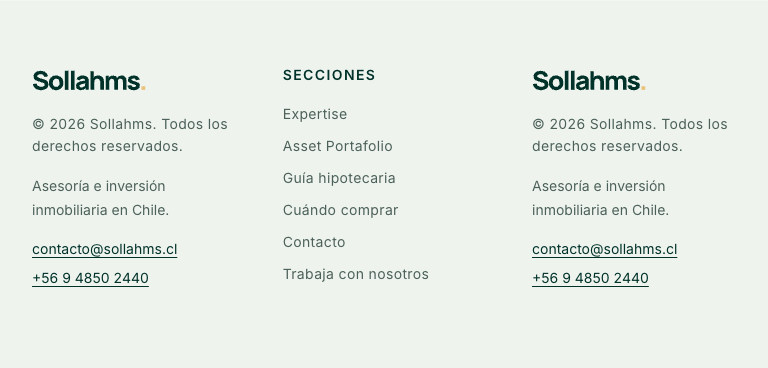 Sollahms.
© 2026 Sollahms. Todos los
derechos reservados.
Asesoría e inversión
inmobiliaria en Chile.
contacto@sollahms.cl
+56 9 4850 2440
SECCIONES
Expertise
Asset Portafolio
Guía hipotecaria
Cuándo comprar
Contacto
Trabaja con nosotros
Sollahms.
© 2026 Sollahms. Todos los
derechos reservados.
Asesoría e inversión
inmobiliaria en Chile.
contacto@sollahms.cl
+56 9 4850 2440